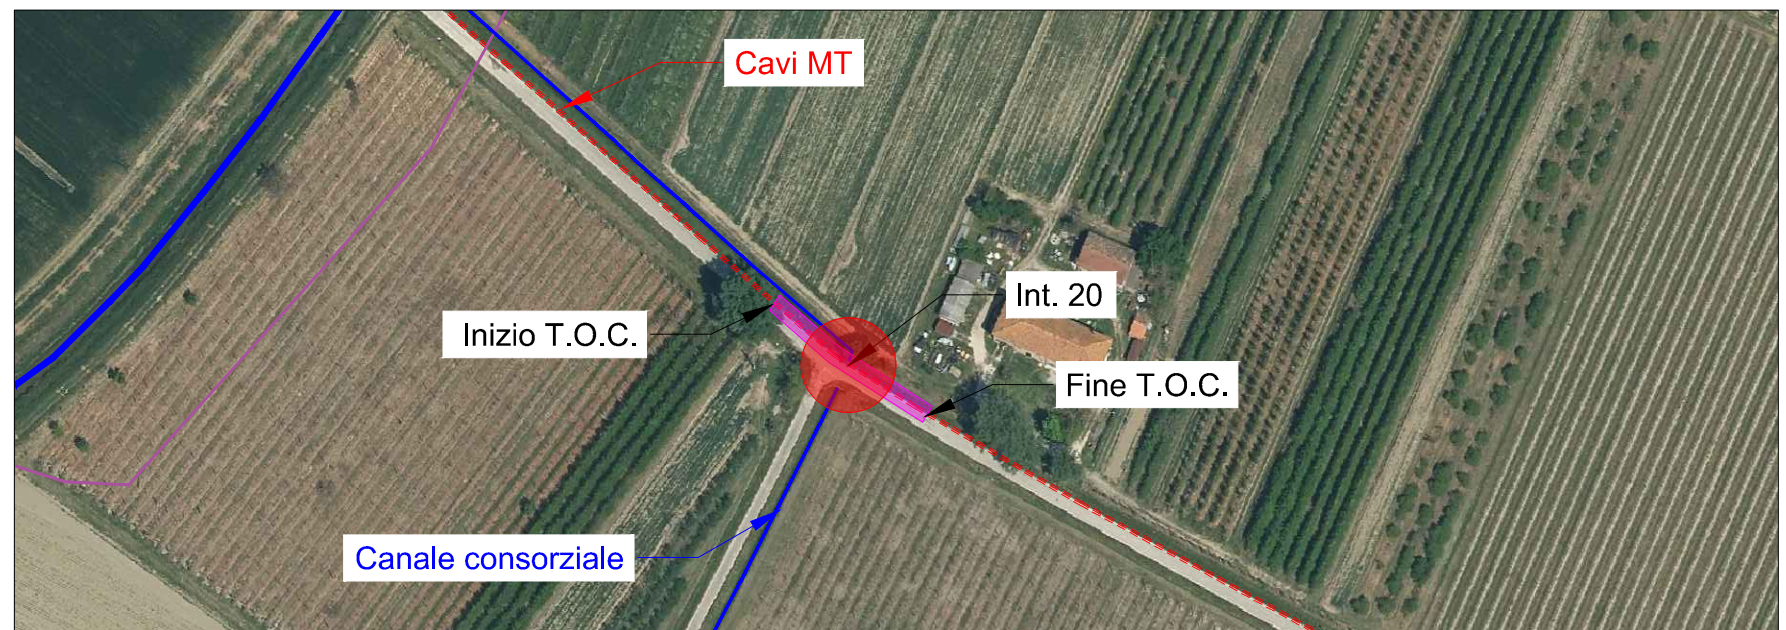 Cavi MT
Int. 20
Inizio T.O.C.
Fine T.O.C.
Canale consorziale